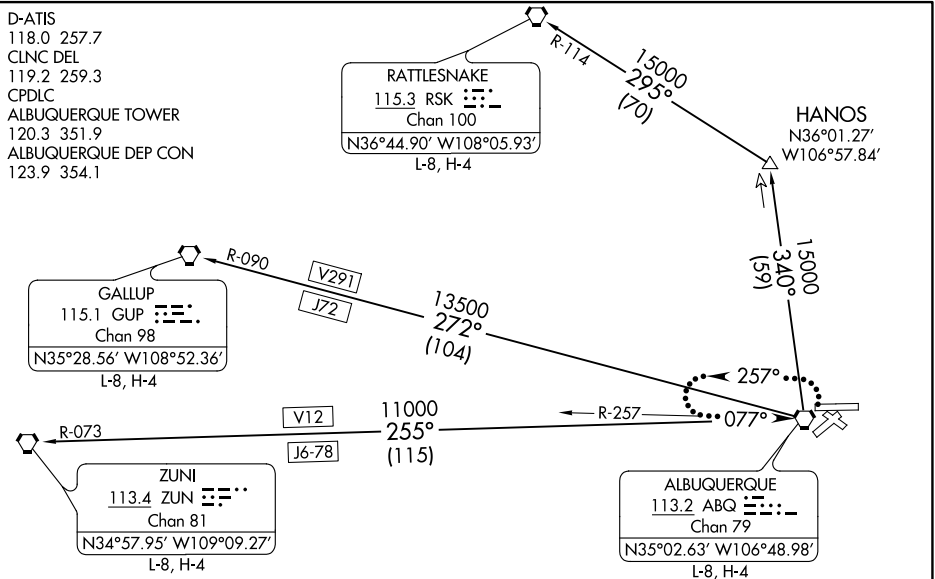 D-ATIS
118.0 257.7
CLNC DEL
119.2 259.3
CPDLC
ALBUQUERQUE TOWER
120.3 351.9
ALBUQUERQUE DEP CON
123.9 354.1
RATTLESNAKE
115.3 RSK
Chan 100
N36°44.90’ W108°05.93’
L-8, H-4
R-114
15000
295°
(70)
HANOS
N36°01.27’
W106°57.84’
15000
340°
(59)
GALLUP
115.1 GUP
Chan 98
N35°28.56’ W108°52.36’
L-8, H-4
R-090
V291
J72
13500
272°
(104)
257°
077°
R-257
R-073
V12
J6-78
11000
255°
(115)
ZUNI
113.4 ZUN
Chan 81
N34°57.95’ W109°09.27’
L-8, H-4
ALBUQUERQUE
113.2 ABQ
Chan 79
N35°02.63’ W106°48.98’
L-8, H-4